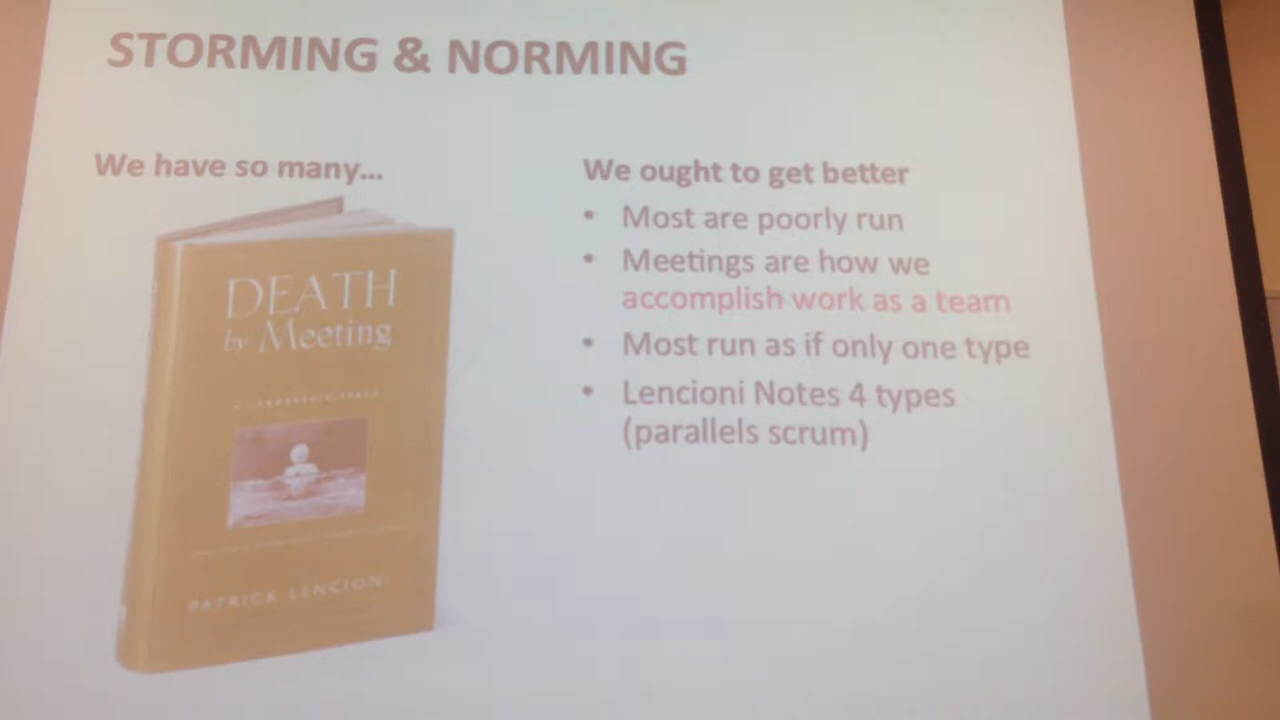 STORMING & NORMING
We have so many...
DEATH
by Meeting
A LEADERSHIP FABLE
PATRICK LENCIONI
We ought to get better
• Most are poorly run
• Meetings are how we
accomplish work as a team
• Most run as if only one type
• Lencioni Notes 4 types
(parallels scrum)